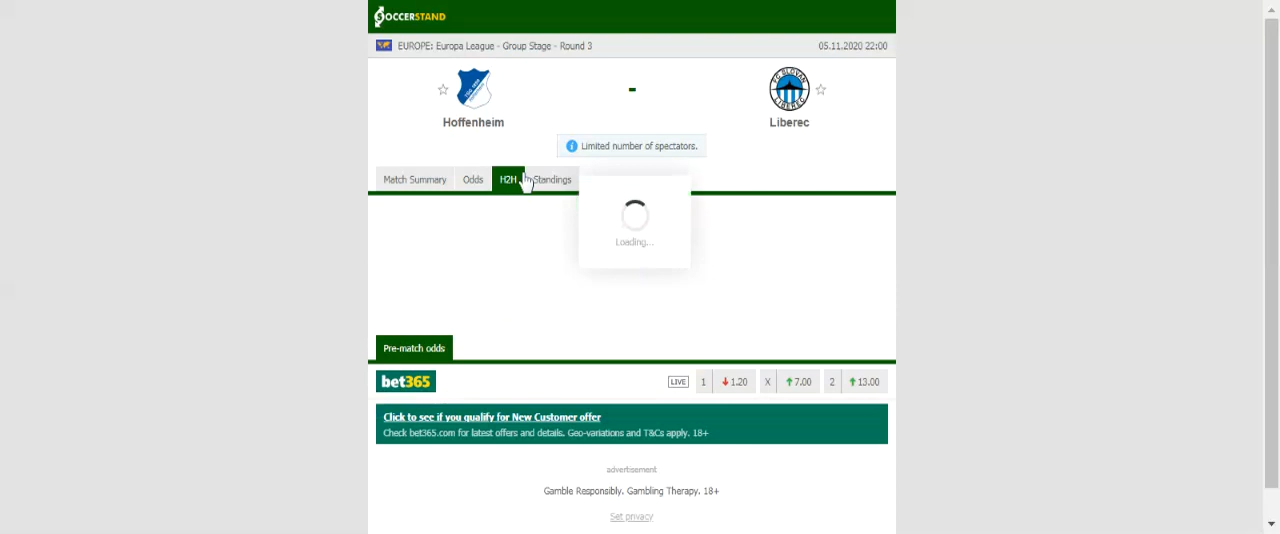 SOCCERSTAND
EUROPE: Europa League - Group Stage - Round 3
05.11.2020 22:00
-
Hoffenheim
Liberec
Limited number of spectators.
Match Summary
Odds
H2H
Standings
Loading...
Pre-match odds
bet365
LIVE
1
1.20
X
7.00
2
13.00
Click to see if you qualify for New Customer offer
Check bet365.com for latest offers and details. Geo-variations and T&Cs apply. 18+
advertisement
Gamble Responsibly. Gambling Therapy. 18+
Set privacy